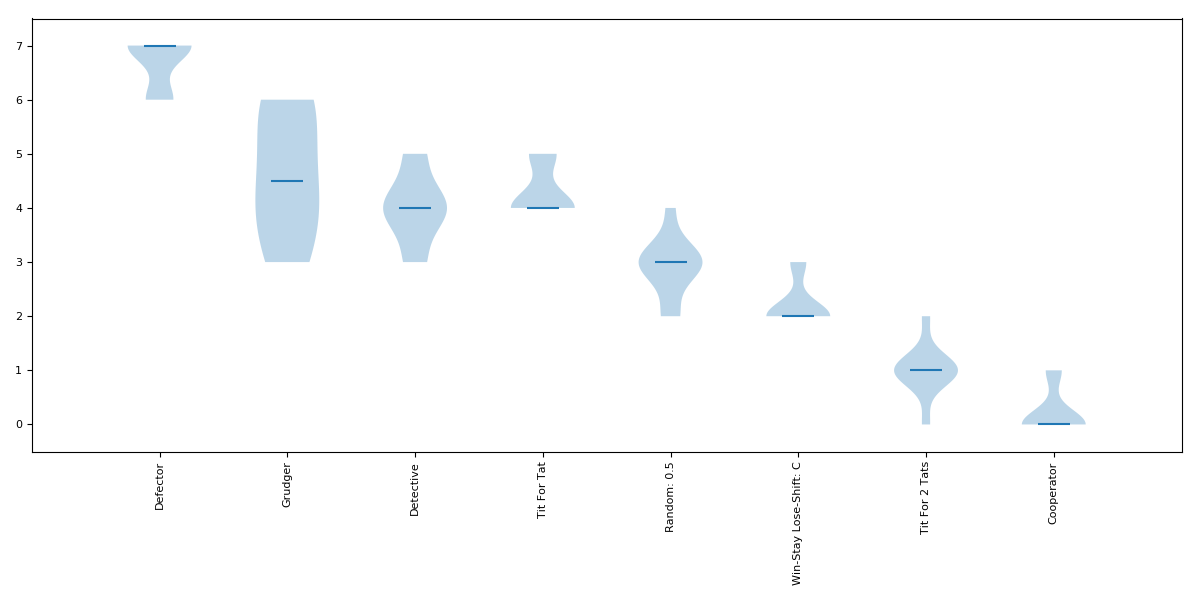 7
6
5
4
3
2
1
0
Defector
Grudger
Detective
Tit For Tat
Random: 0.5
Win-Stay Lose-Shift: C
Tit For 2 Tats
Cooperator